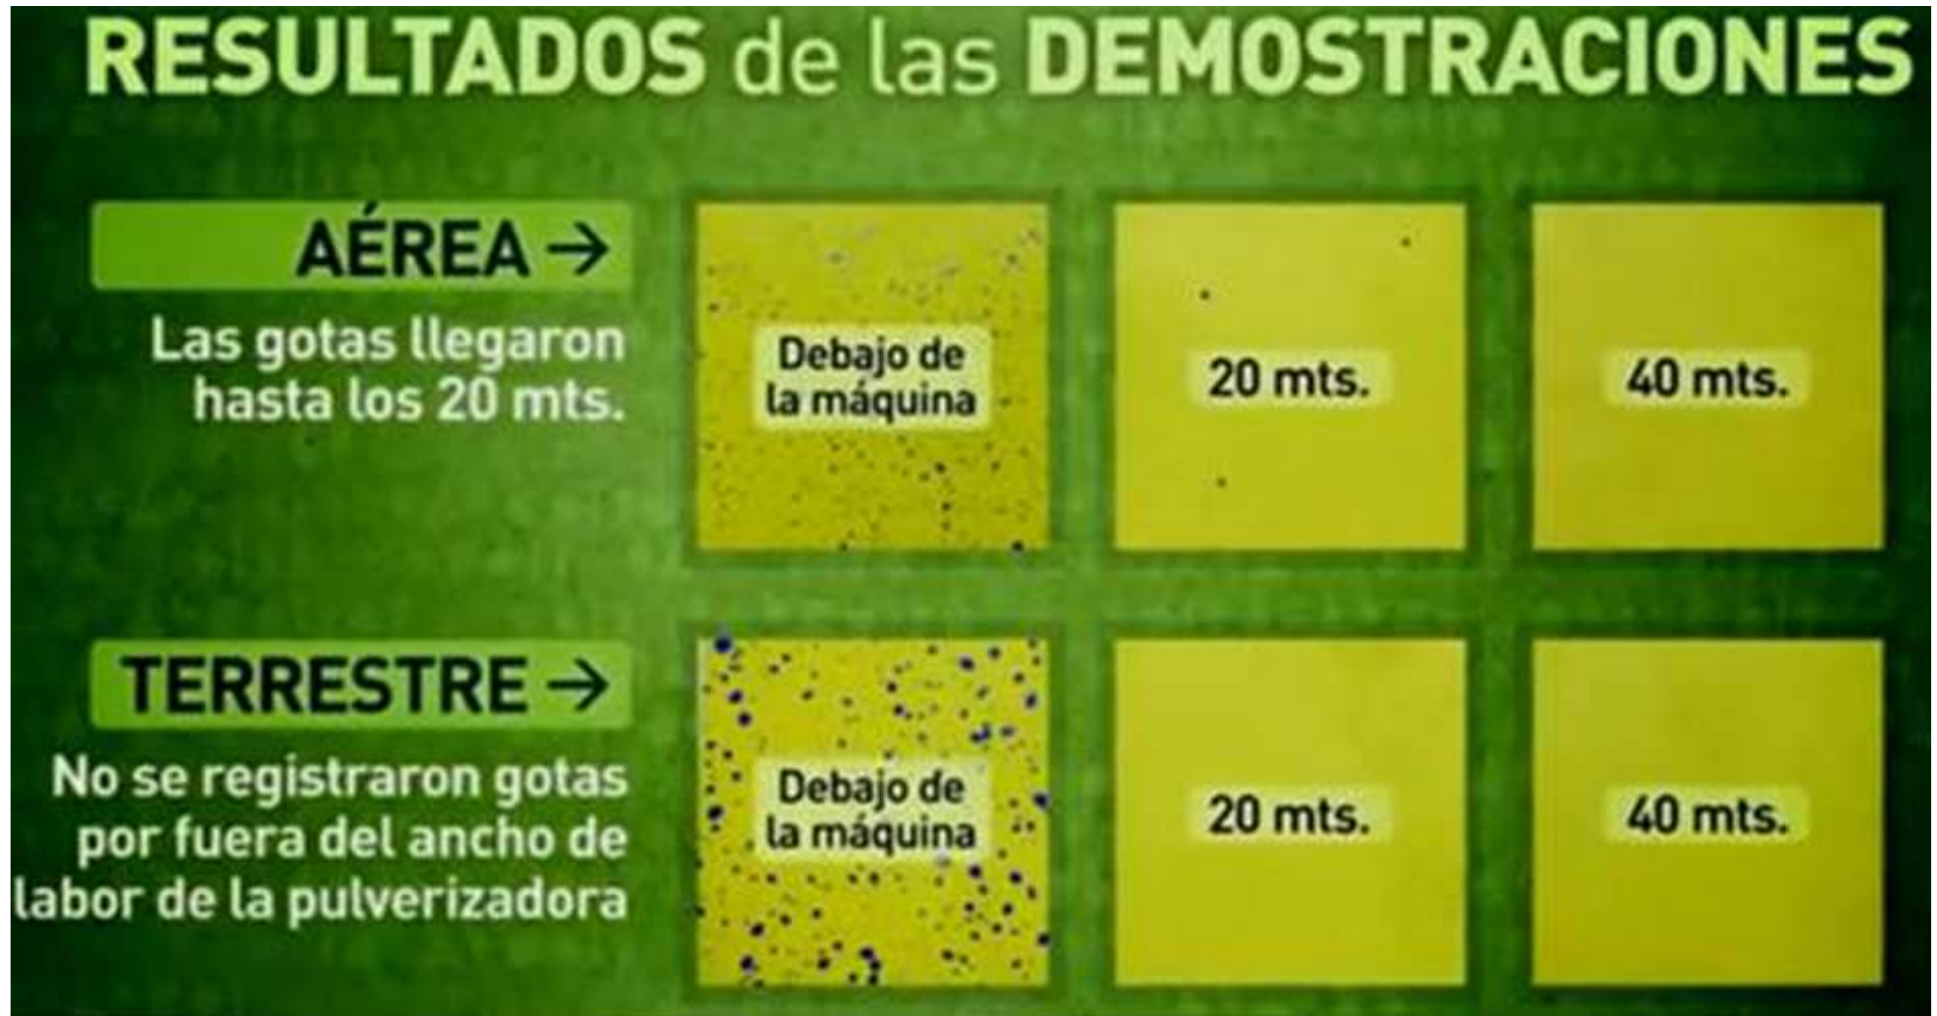 RESULTADOS de las DEMOSTRACIONES
AÉREA →
Las gotas llegaron
hasta los 20 mts.
Debajo de
la máquina
20 mts.
40 mts.
TERRESTRE →
No se registraron gotas
por fuera del ancho de
labor de la pulverizadora
Debajo de
la máquina
20 mts.
40 mts.